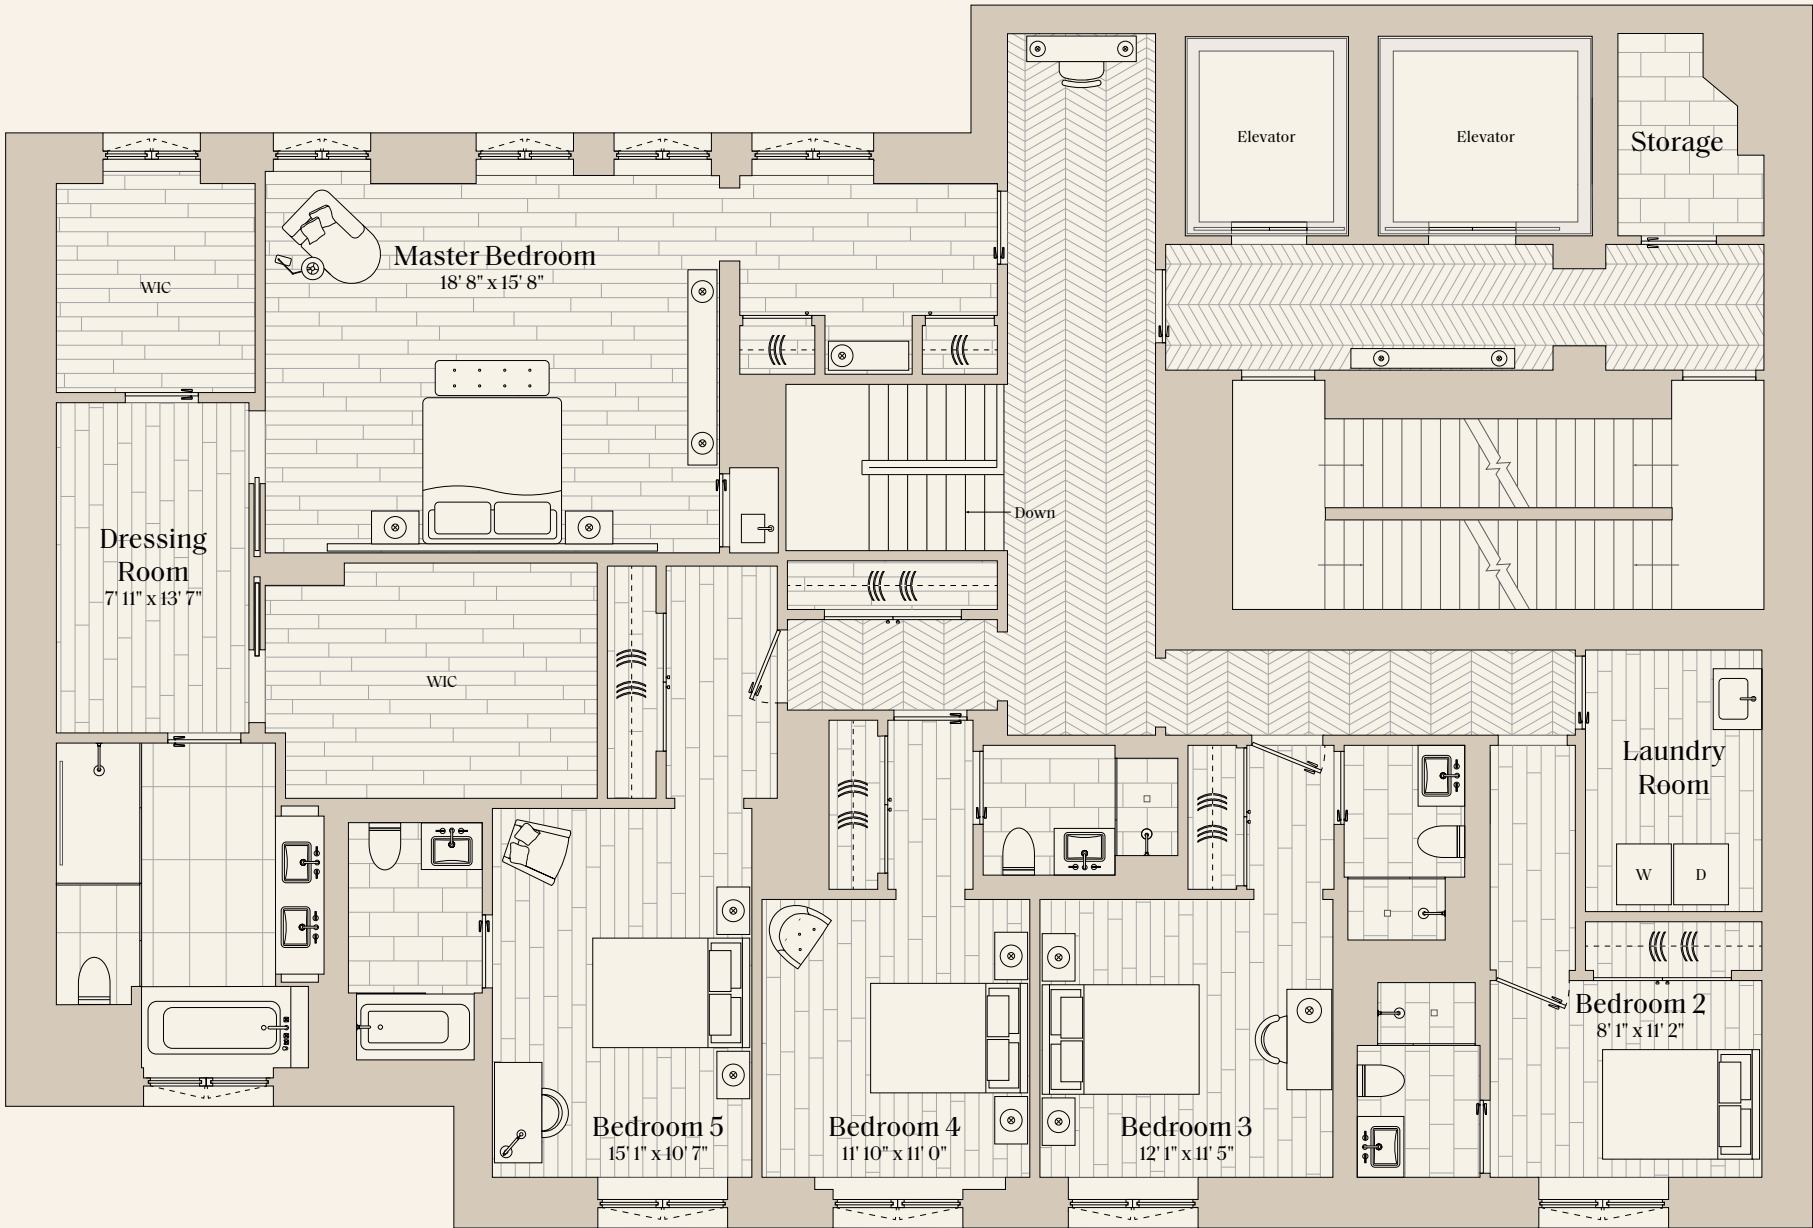 Elevator
Elevator
Storage
Master Bedroom
18' 8" x 15' 8"
WIC
Down
Dressing
Room
7' 11" x 13' 7"
WIC
Laundry
Room
W
D
Bedroom 2
8' 1" x 11' 2"
Bedroom 5
15' 1" x 10' 7"
Bedroom 4
11' 10" x 11' 0"
Bedroom 3
12' 1" x 11' 5"